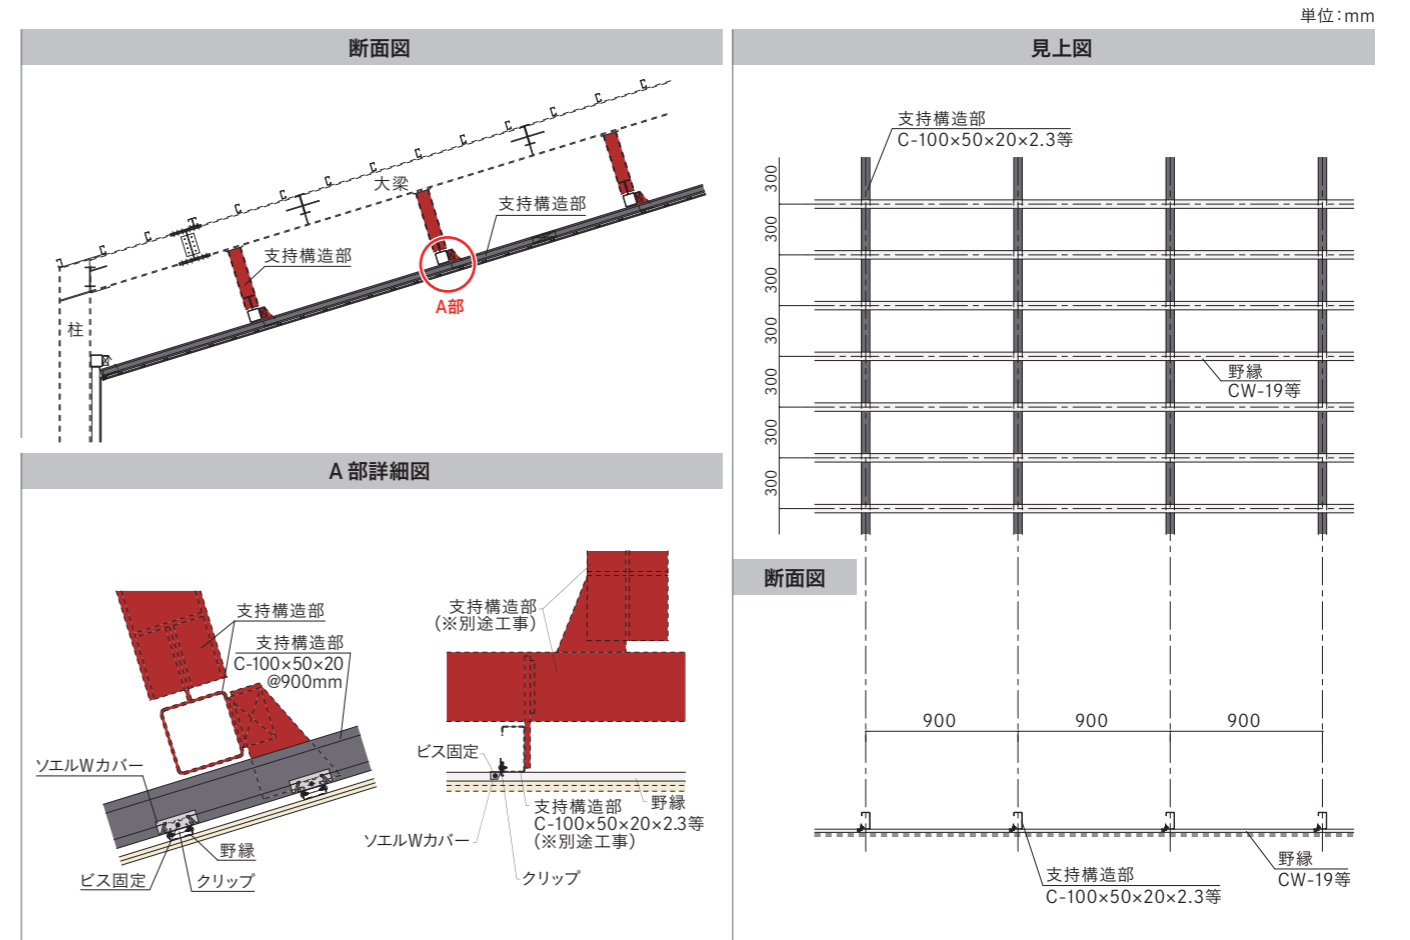 単位：mm
断面図
大梁
支持構造部
支持構造部
A部
柱
A部詳細図
支持構造部
支持構造部
C-100×50×20
@900mm
ソエルWカバー
野縁
ビス固定
クリップ
支持構造部
(※別途工事)
ビス固定
野縁
支持構造部
C-100×50×20×2.3等
(※別途工事)
ソエルWカバー
クリップ
見上図
支持構造部
C-100×50×20×2.3等
300
300
300
300
300
300
300
野縁
CW-19等
断面図
900
900
900
野縁
CW-19等
支持構造部
C-100×50×20×2.3等